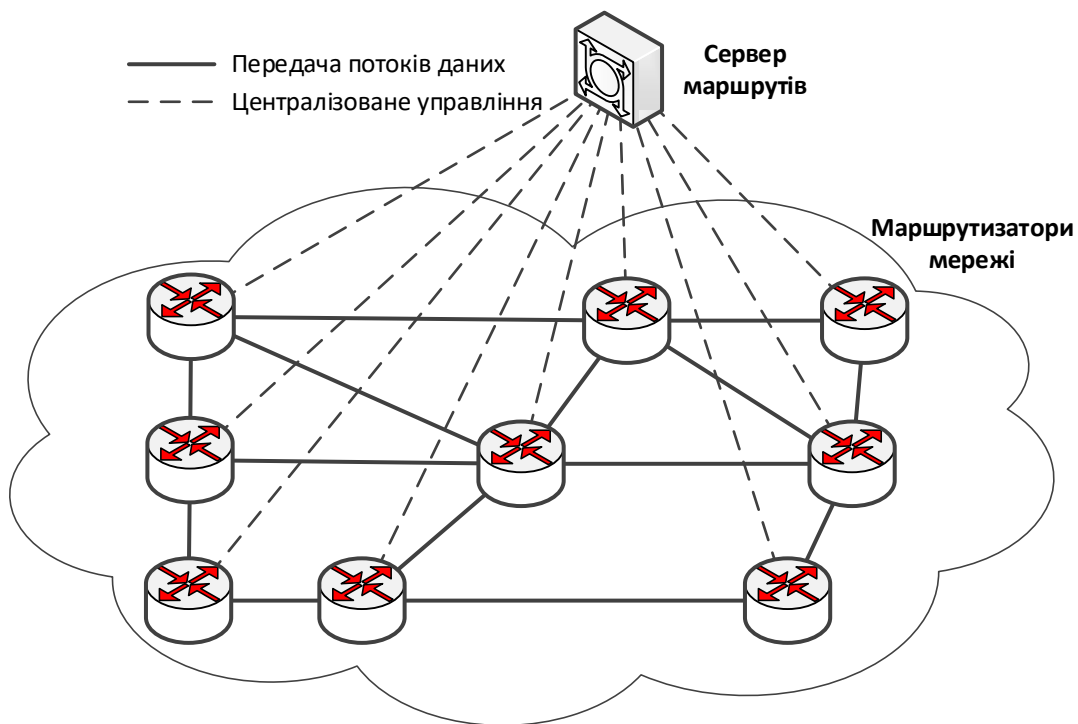 Передача потоків даних
Централізоване управління
Сервер
маршрутів
Маршрутизатори
мережі